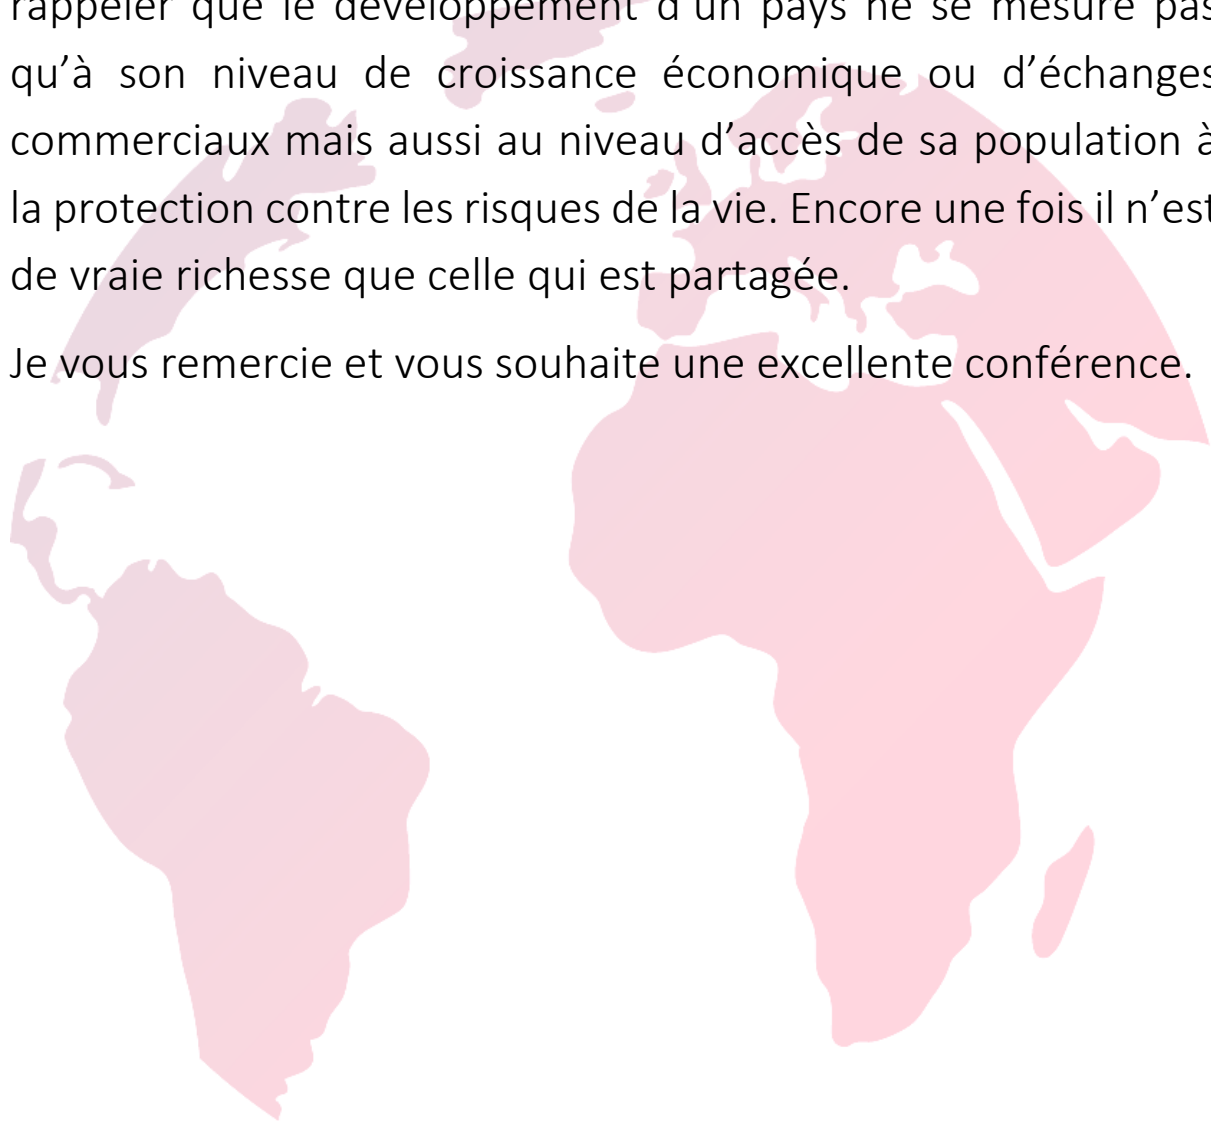 rappeler que le développement d’un pays ne se mesure pas
qu’à son niveau de croissance économique ou d’échanges
commerciaux mais aussi au niveau d’accès de sa population à
la protection contre les risques de la vie. Encore une fois il n’est
de vraie richesse que celle qui est partagée.
Je vous remercie et vous souhaite une excellente conférence.